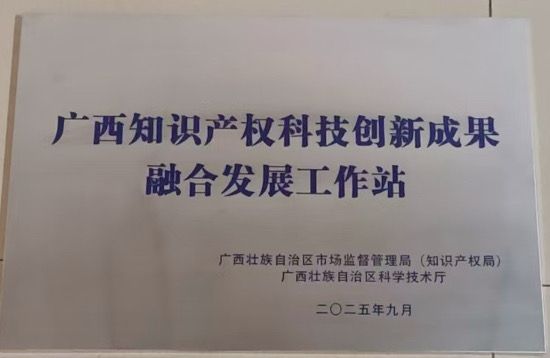 广西知识产权科技创新成果
融合发展工作站
广西壮族自治区市场监督管理局（知识产权局）
广西壮族自治区科学技术厅
二〇二五年九月